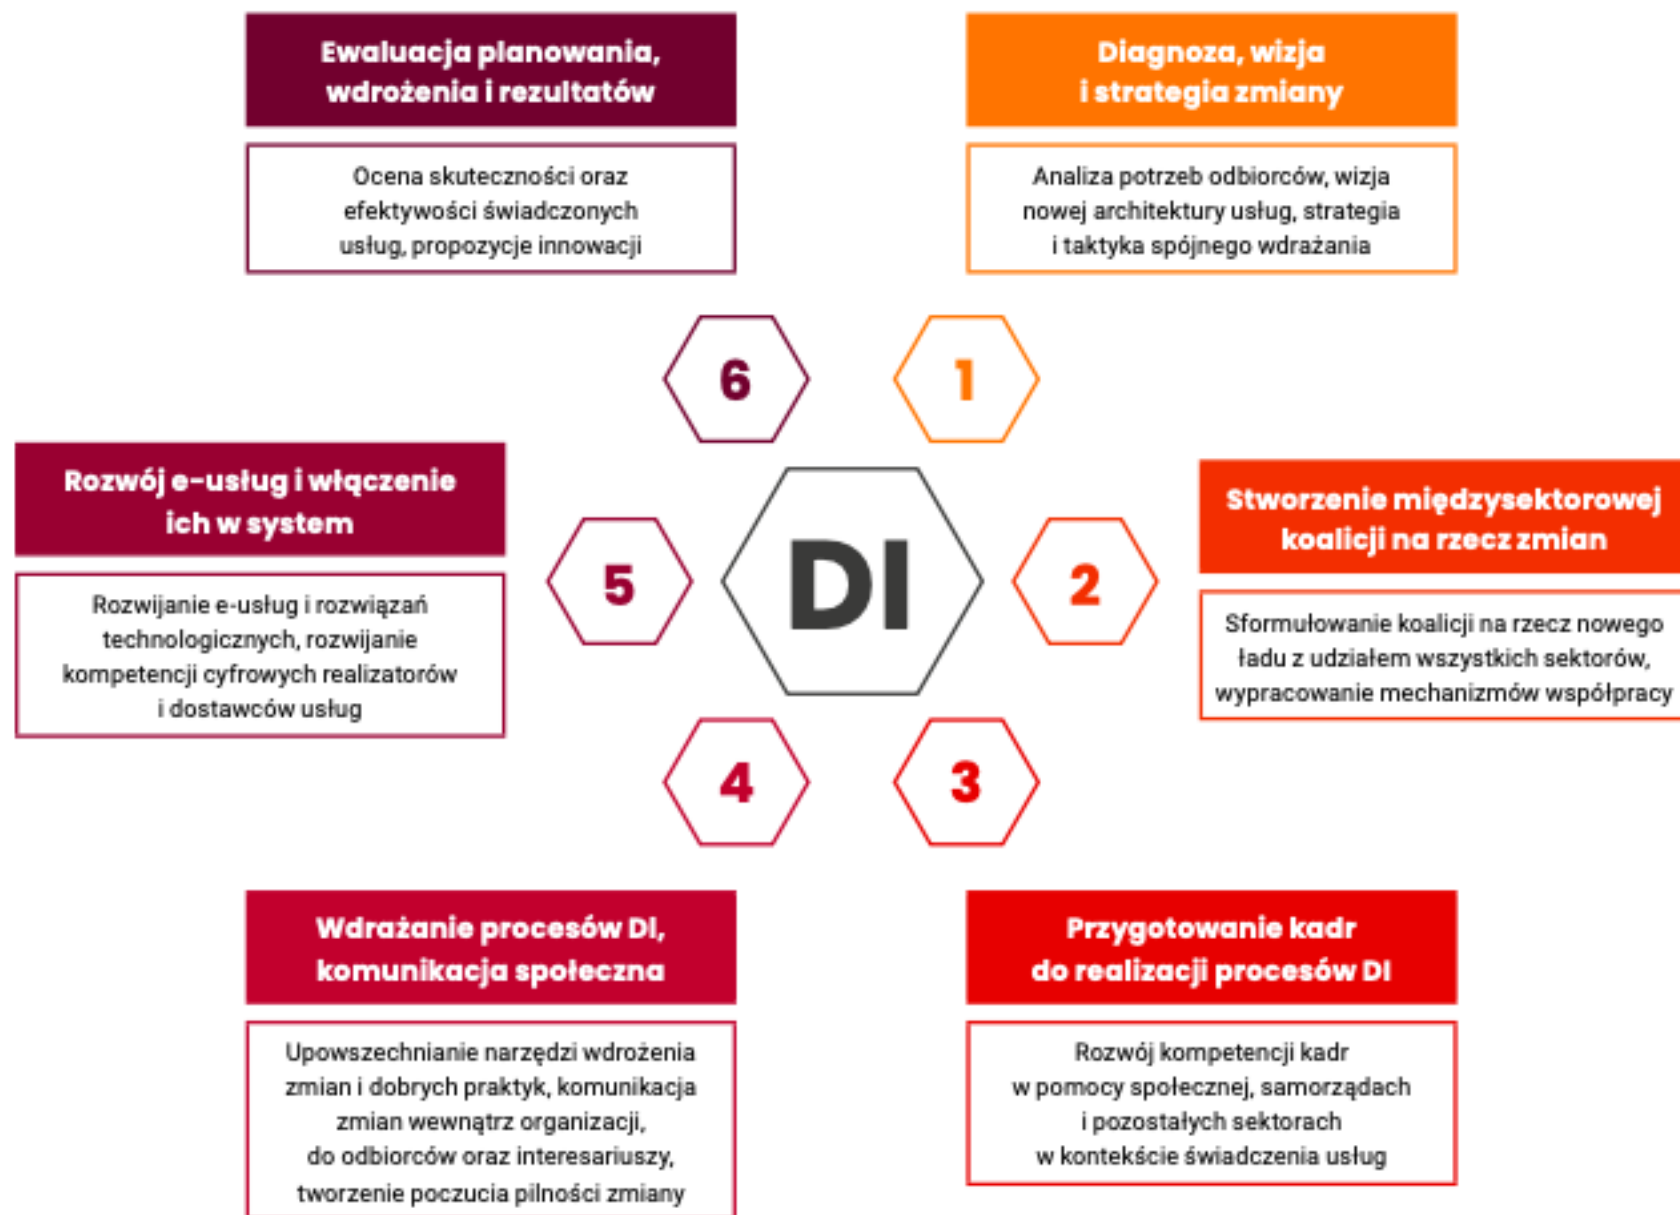 Ewaluacja planowania,
wdrożenia i rezultatów
Ocena skuteczności oraz
efektywości świadczonych
usług, propozycje innowacji
Diagnoza, wizja
i strategia zmiany
Analiza potrzeb odbiorców, wizja
nowej architektury usług, strategia
i taktyka spójnego wdrażania
6
1
Rozwój e-usług i włączenie
ich w system
Rozwijanie e-usług i rozwiązań
technologicznych, rozwijanie
kompetencji cyfrowych realizatorów
i dostawców usług
5
DI
2
Stworzenie międzysektorowej
koalicji na rzecz zmian
Sformułowanie koalicji na rzecz nowego
ładu z udziałem wszystkich sektorów,
wypracowanie mechanizmów współpracy
4
3
Wdrażanie procesów DI,
komunikacja społeczna
Upowszechnianie narzędzi wdrożenia
zmian i dobrych praktyk, komunikacja
zmian wewnątrz organizacji,
do odbiorców oraz interesariuszy,
tworzenie poczucia pilności zmiany
Przygotowanie kadr
do realizacji procesów DI
Rozwój kompetencji kadr
w pomocy społecznej, samorządach
i pozostałych sektorach
w kontekście świadczenia usług